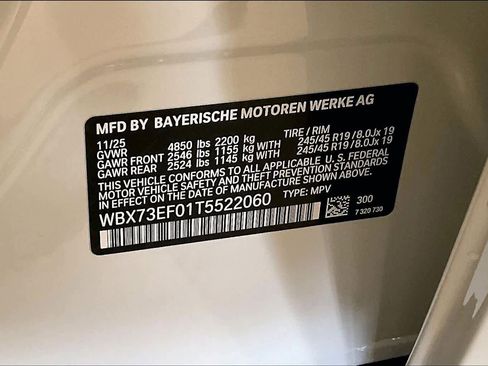 MFD BY BAYERISCHE MOTOREN WERKE AG
11/25 TIRE / RIM
GVWR 4850 lbs 2200 kg
GAWR FRONT 2546 lbs 1155 kg WITH 245/45 R19 /8.0Jx 19
GAWR REAR 2524 lbs 1145 kg WITH 245/45 R19 /8.0Jx 19
THIS VEHICLE CONFORMS TO ALL APPLICABLE U. S. FEDERAL
MOTOR VEHICLE SAFETY AND THEFT PREVENTION STANDARDS
IN EFFECT ON THE DATE OF MANUFACTURE SHOWN ABOVE.
WBX73EF01T5522060 TYPE: MPV
300
7 320 730